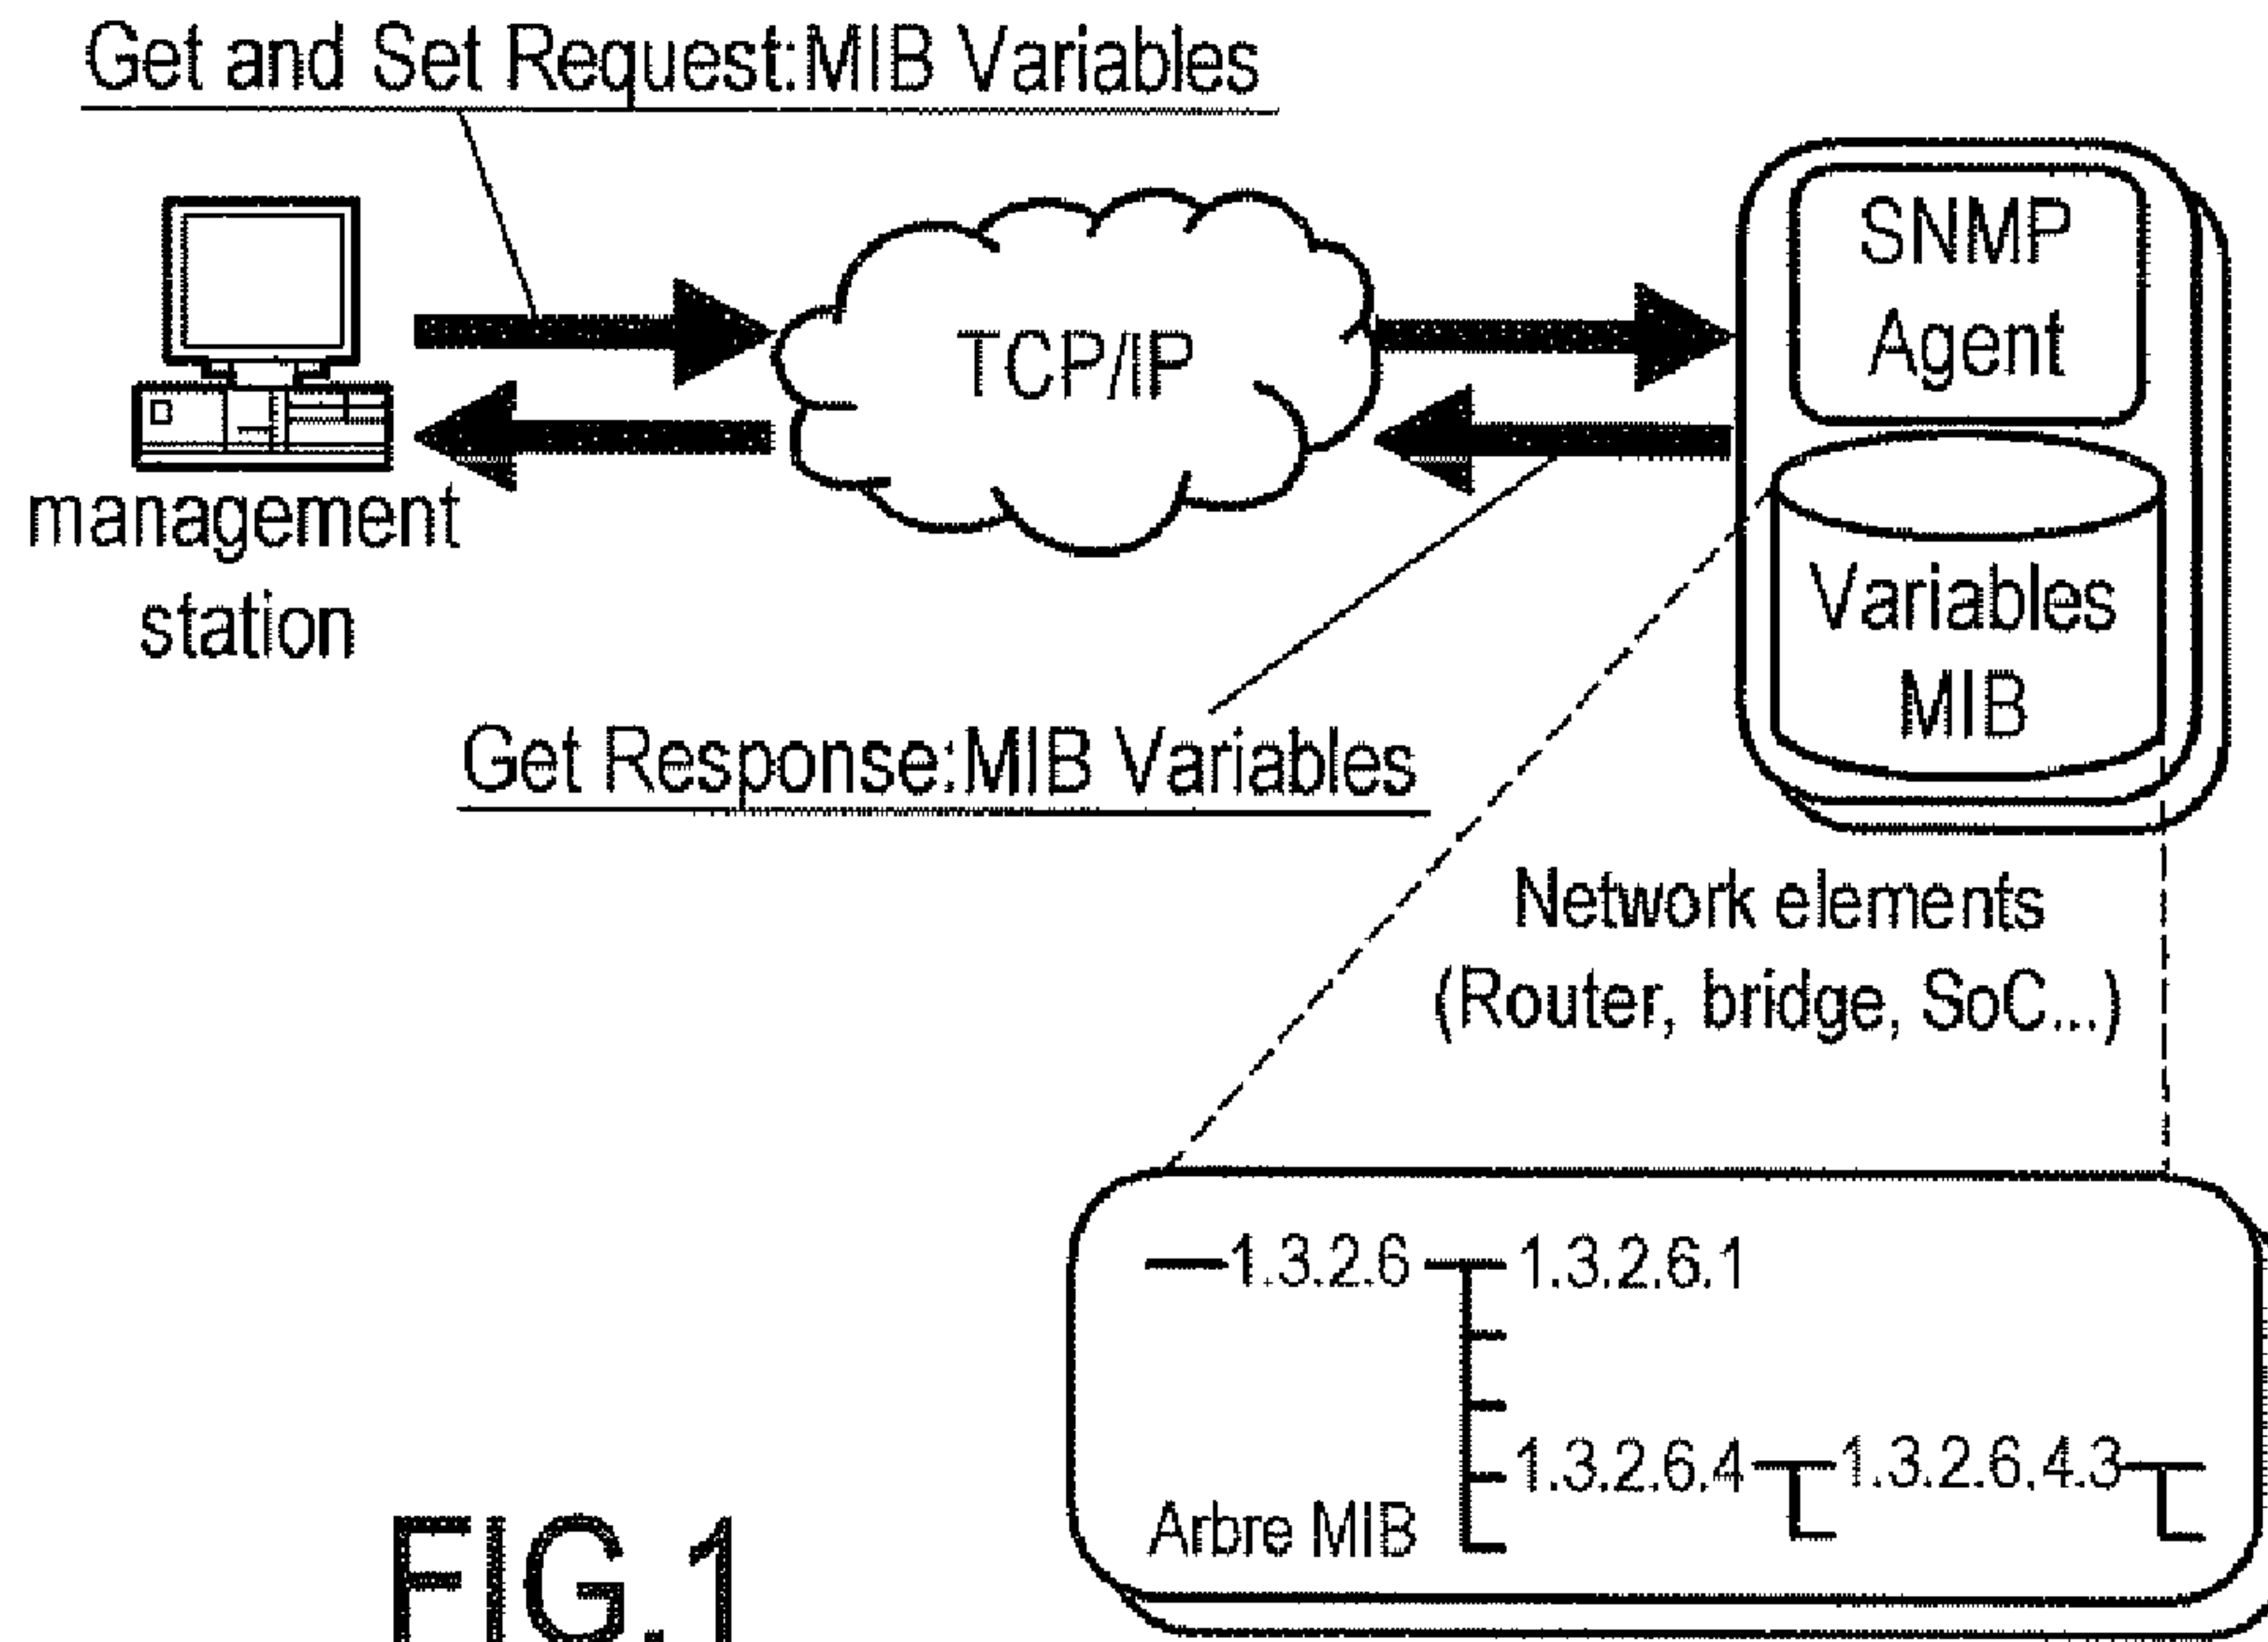 Get and Set Request:MIB Variables
SNMP
Agent
TCP/IP
management
station
Variables
MIB
Get Response:MIB Variables
Network elements
(Router, bridge, SoC...)
1.3.2.6
1.3.2.6.1
1.3.2.6.4
1.3.2.6.4.3
Arbre MIB
FIG.1